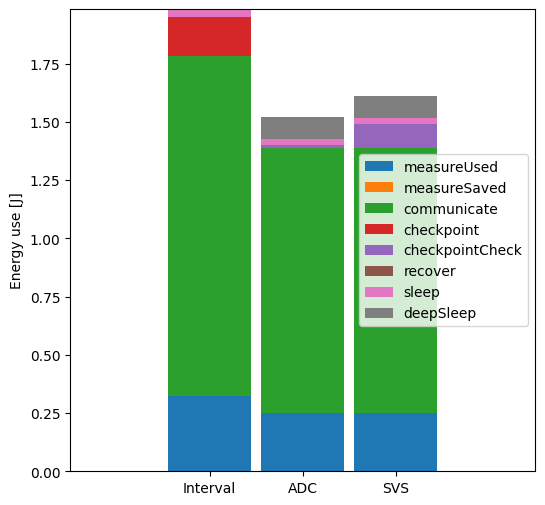 Energy use [J]
1.75
1.50
1.25
1.00
0.75
0.50
0.25
0.00
measureUsed
measureSaved
communicate
checkpoint
checkpointCheck
recover
sleep
deepSleep
Interval
ADC
SVS